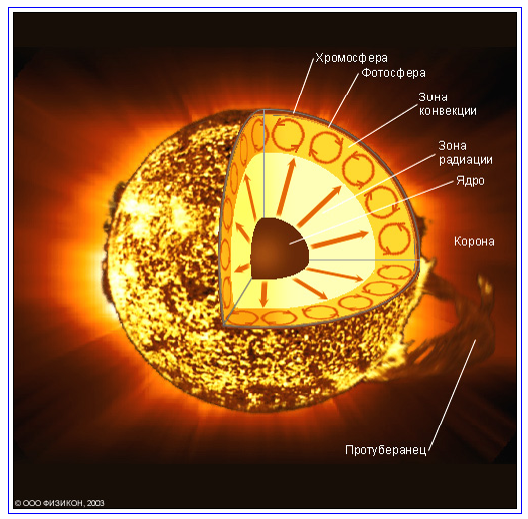 Хромосфера
Фотосфера
Зона
конвекции
Зона
радиации
Ядро
Корона
Протуберанец
© ООО ФИЗИКОН, 2003